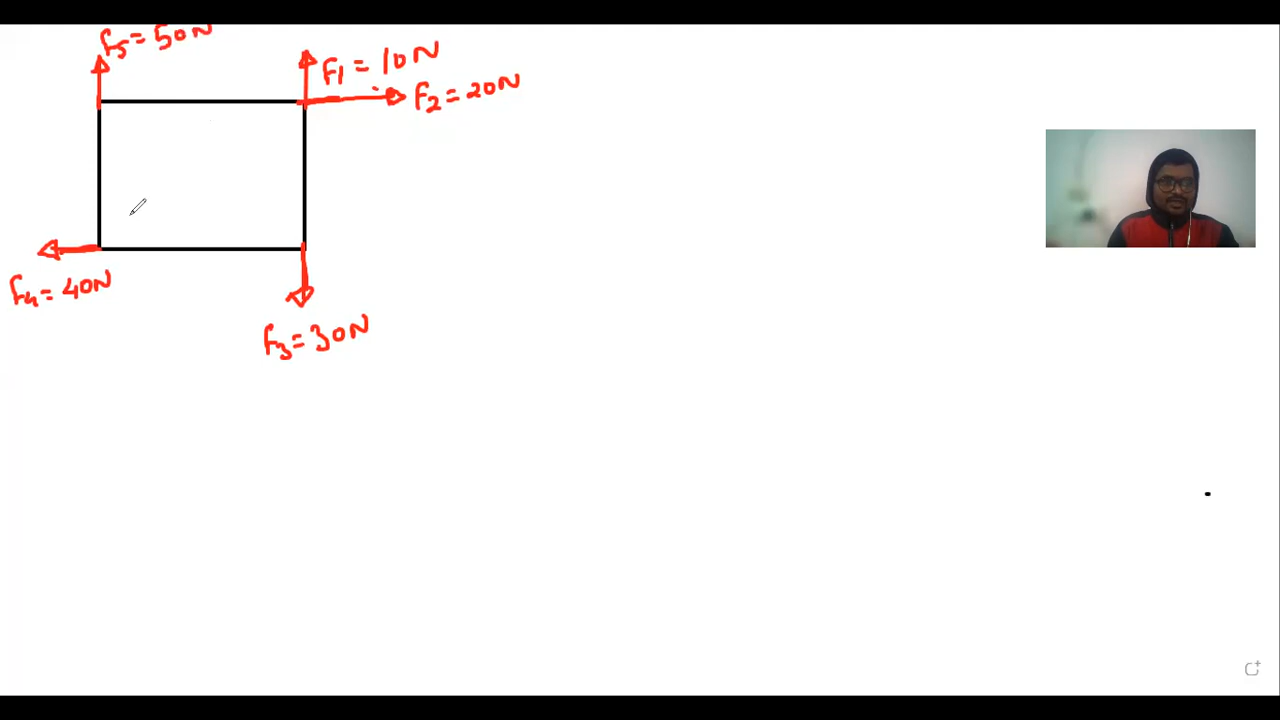 F5 = 50N
F1 = 10N
F2 = 20N
F4 = 40N
F3 = 30N